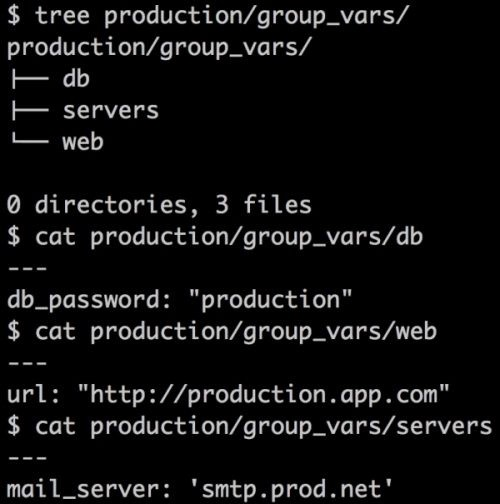 $ tree production/group_vars/
production/group_vars/
├── db
├── servers
└── web
0 directories, 3 files
$ cat production/group_vars/db
---
db_password: "production"
$ cat production/group_vars/web
---
url: "http://production.app.com"
$ cat production/group_vars/servers
---
mail_server: 'smtp.prod.net'